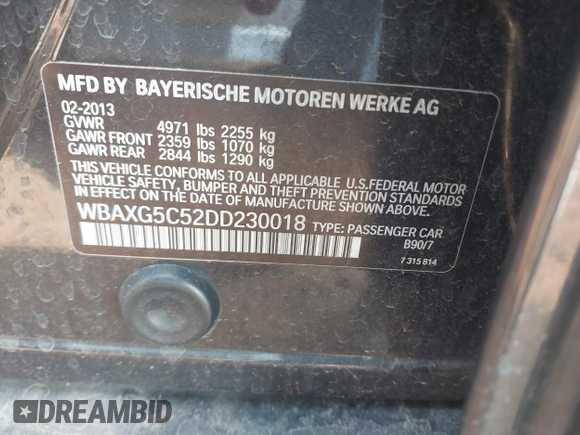 MFD BY BAYERISCHE MOTOREN WERKE AG
02-2013
GVWR 4971 lbs 2255 kg
GAWR FRONT 2359 lbs 1070 kg
GAWR REAR 2844 lbs 1290 kg
THIS VEHICLE CONFORMS TO ALL APPLICABLE U.S.FEDERAL MOTOR
VEHICLE SAFETY, BUMPER AND THEFT PREVENTION STANDARDS
IN EFFECT ON THE DATE OF MANUFACTURE SHOWN ABOVE.
WBAXG5C52DD230018 TYPE: PASSENGER CAR
B90/7
7 315 814
DREAMBID